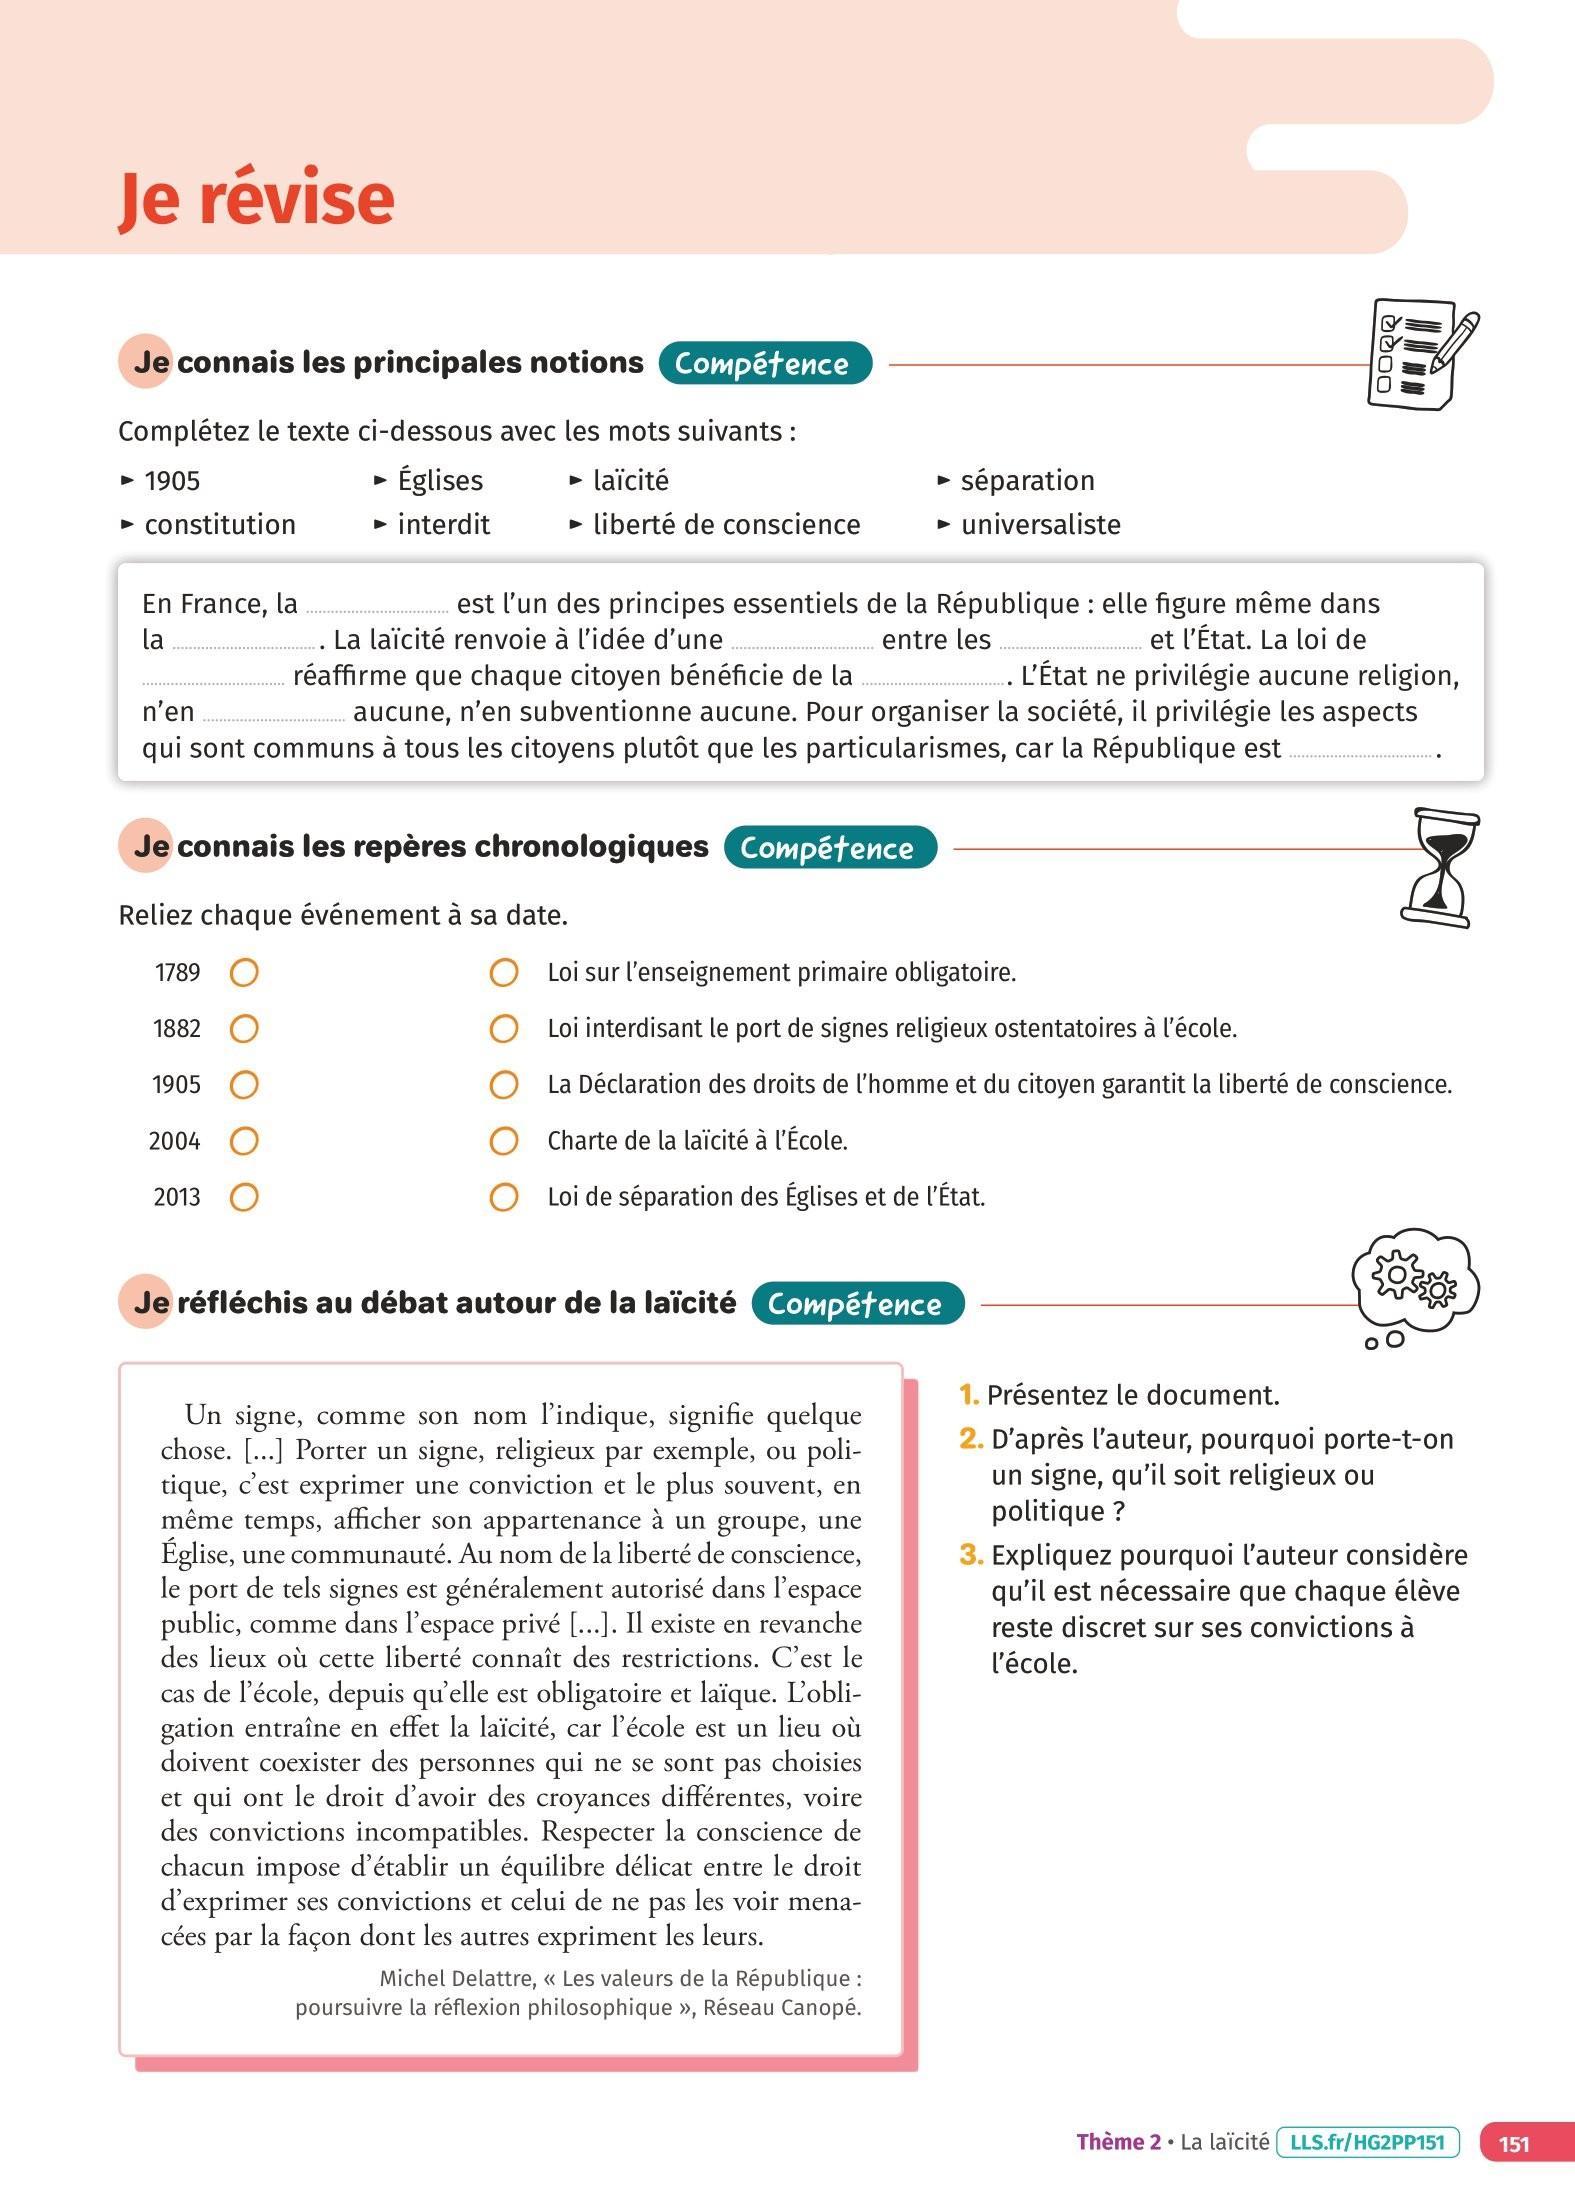 Je révise
Je connais les principales notions Compétence
Complétez le texte ci-dessous avec les mots suivants :
► 1905 ► Églises ► laïcité ► séparation
► constitution ► interdit ► liberté de conscience ► universaliste
En France, la ........................ est l’un des principes essentiels de la République : elle figure même dans
la ........................ . La laïcité renvoie à l’idée d’une ........................ entre les ........................ et l’État. La loi de
........................ réaffirme que chaque citoyen bénéficie de la ........................ . L’État ne privilégie aucune religion,
n’en ........................ aucune, n’en subventionne aucune. Pour organiser la société, il privilégie les aspects
qui sont communs à tous les citoyens plutôt que les particularismes, car la République est ........................ .
Je connais les repères chronologiques Compétence
Reliez chaque événement à sa date.
1789 Loi sur l’enseignement primaire obligatoire.
1882 Loi interdisant le port de signes religieux ostentatoires à l’école.
1905 La Déclaration des droits de l’homme et du citoyen garantit la liberté de conscience.
2004 Charte de la laïcité à l’École.
2013 Loi de séparation des Églises et de l’État.
Je réfléchis au débat autour de la laïcité Compétence
Un signe, comme son nom l’indique, signifie quelque
chose. [...] Porter un signe, religieux par exemple, ou poli-
tique, c’est exprimer une conviction et le plus souvent, en
même temps, afficher son appartenance à un groupe, une
Église, une communauté. Au nom de la liberté de conscience,
le port de tels signes est généralement autorisé dans l’espace
public, comme dans l’espace privé [...]. Il existe en revanche
des lieux où cette liberté connaît des restrictions. C’est le
cas de l’école, depuis qu’elle est obligatoire et laïque. L’obli-
gation entraîne en effet la laïcité, car l’école est un lieu où
doivent coexister des personnes qui ne se sont pas choisies
et qui ont le droit d’avoir des croyances différentes, voire
des convictions incompatibles. Respecter la conscience de
chacun impose d’établir un équilibre délicat entre le droit
d’exprimer ses convictions et celui de ne pas les voir mena-
cées par la façon dont les autres expriment les leurs.
Michel Delattre, « Les valeurs de la République :
poursuivre la réflexion philosophique », Réseau Canopé.
1. Présentez le document.
2. D’après l’auteur, pourquoi porte-t-on
un signe, qu’il soit religieux ou
politique ?
3. Expliquez pourquoi l’auteur considère
qu’il est nécessaire que chaque élève
reste discret sur ses convictions à
l’école.
Thème 2 • La laïcité LLS.fr/HG2PP151 151